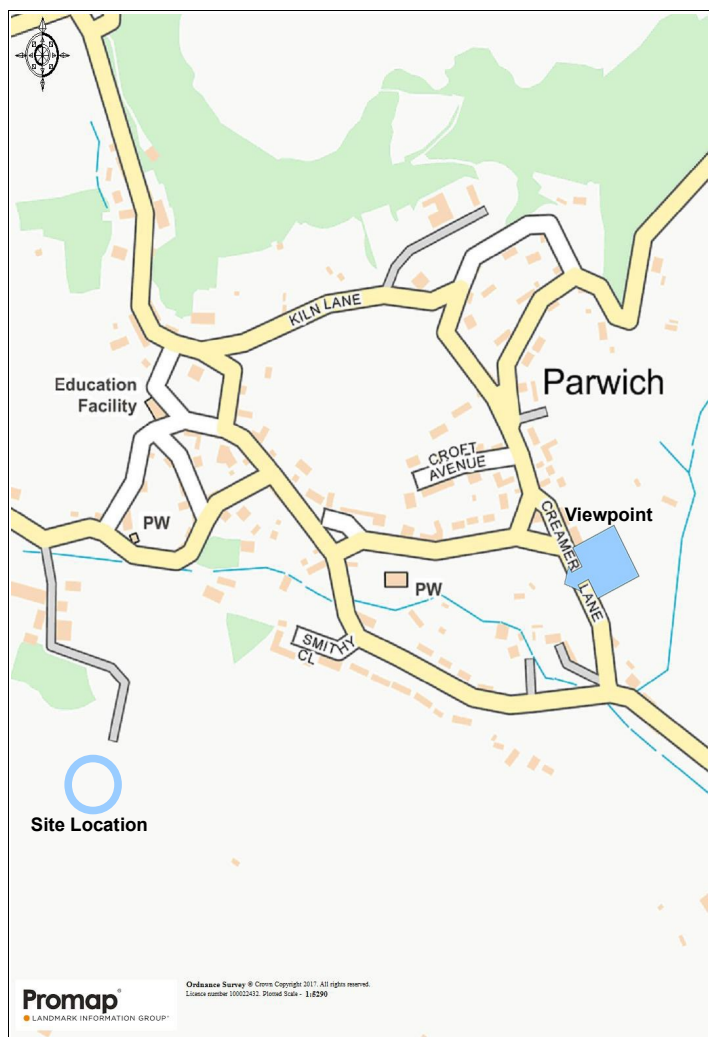 KILN LANE
Education
Facility
Parwich
CROFT
AVENUE
CREAMER
Viewpoint
PW
PW
LANE
SMITHY
CL
Site Location
Promap®
LANDMARK INFORMATION GROUP®
Ordnance Survey © Crown Copyright 2017. All rights reserved.
Licence number 100022432. Plotted Scale - 1:5290